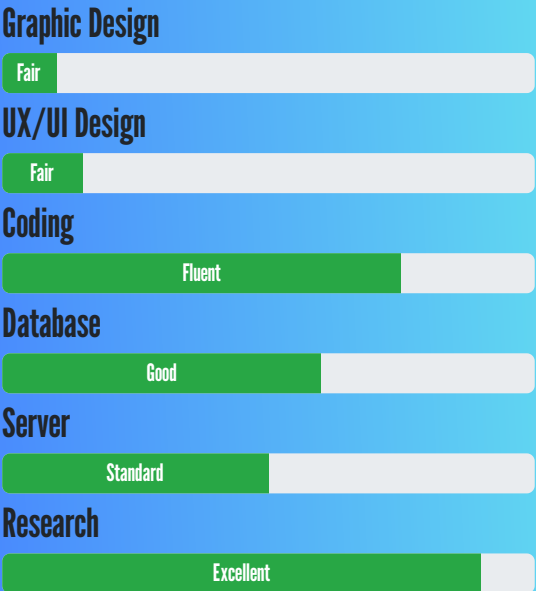 Graphic Design
Fair
UX/UI Design
Fair
Coding
Fluent
Database
Good
Server
Standard
Research
Excellent